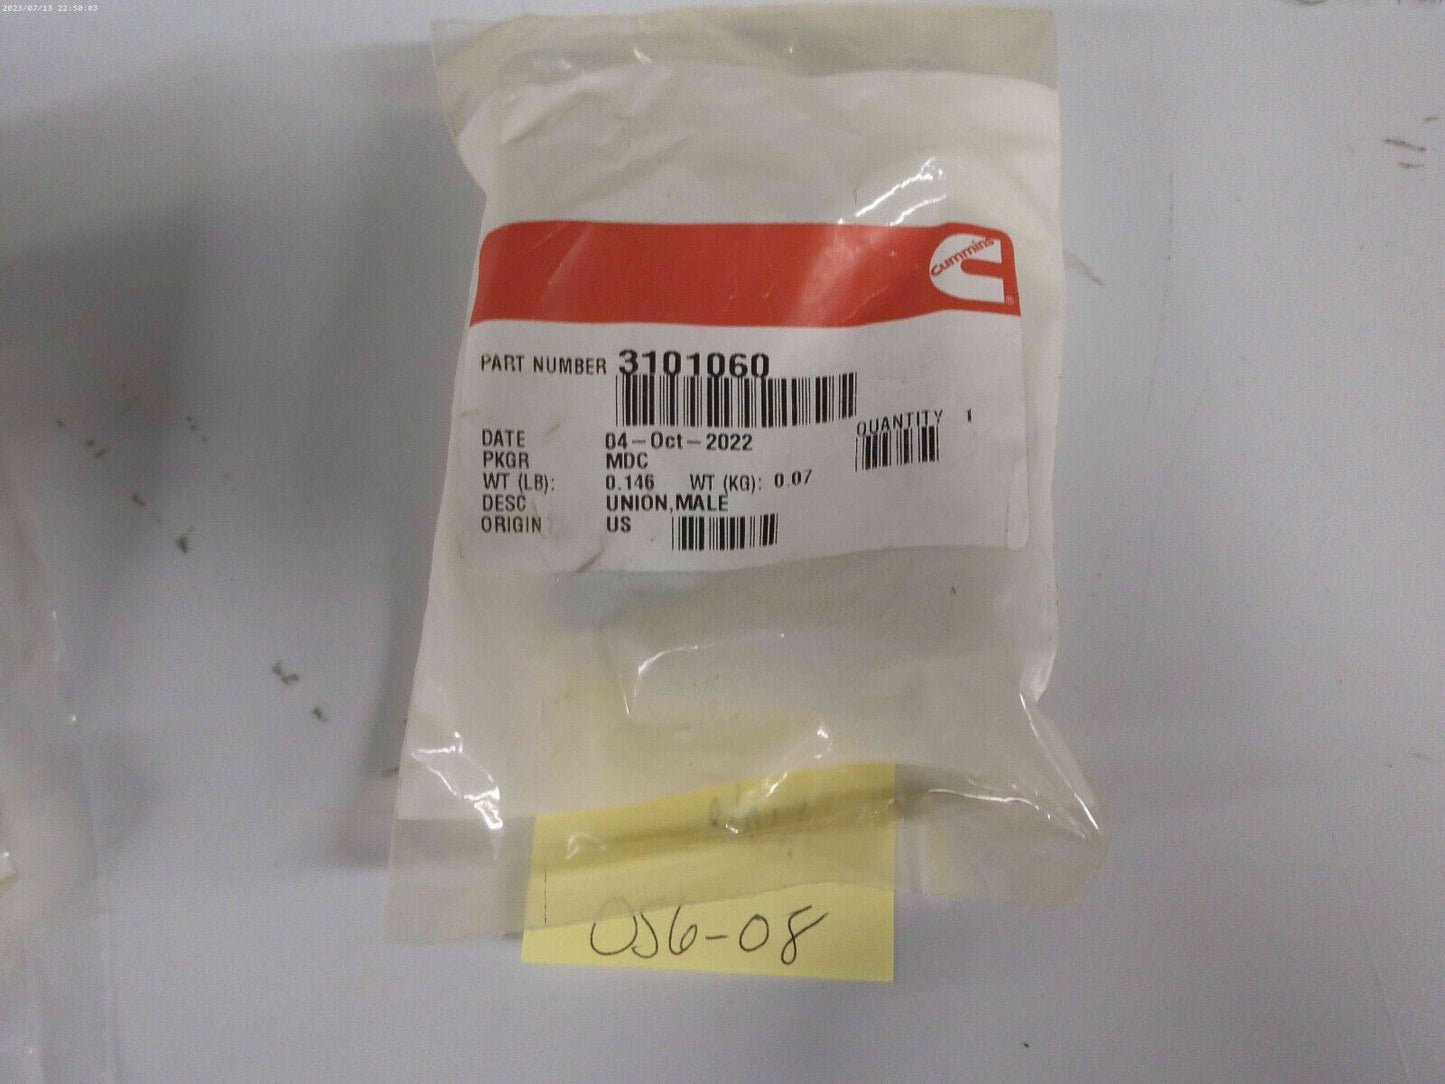 2023/07/13 22:50:03
Cummins
®
PART NUMBER 3101060
QUANTITY 1
DATE 04-Oct-2022
PKGR MDC
WT (LB): 0.146 WT (KG): 0.07
DESC UNION,MALE
ORIGIN US
OJ6-08